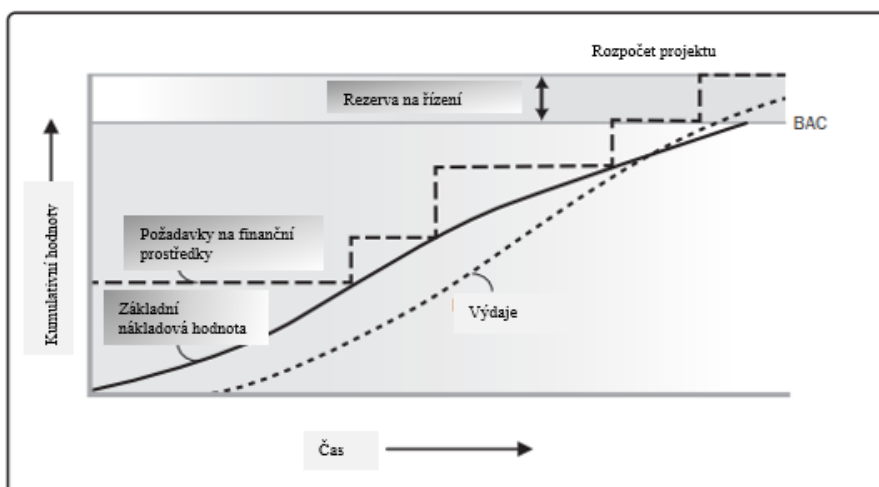 Rozpočet projektu
Rezerva na řízení
BAC
Kumulativní hodnoty
Požadavky na finanční
prostředky
Základní
nákladová hodnota
Výdaje
Čas